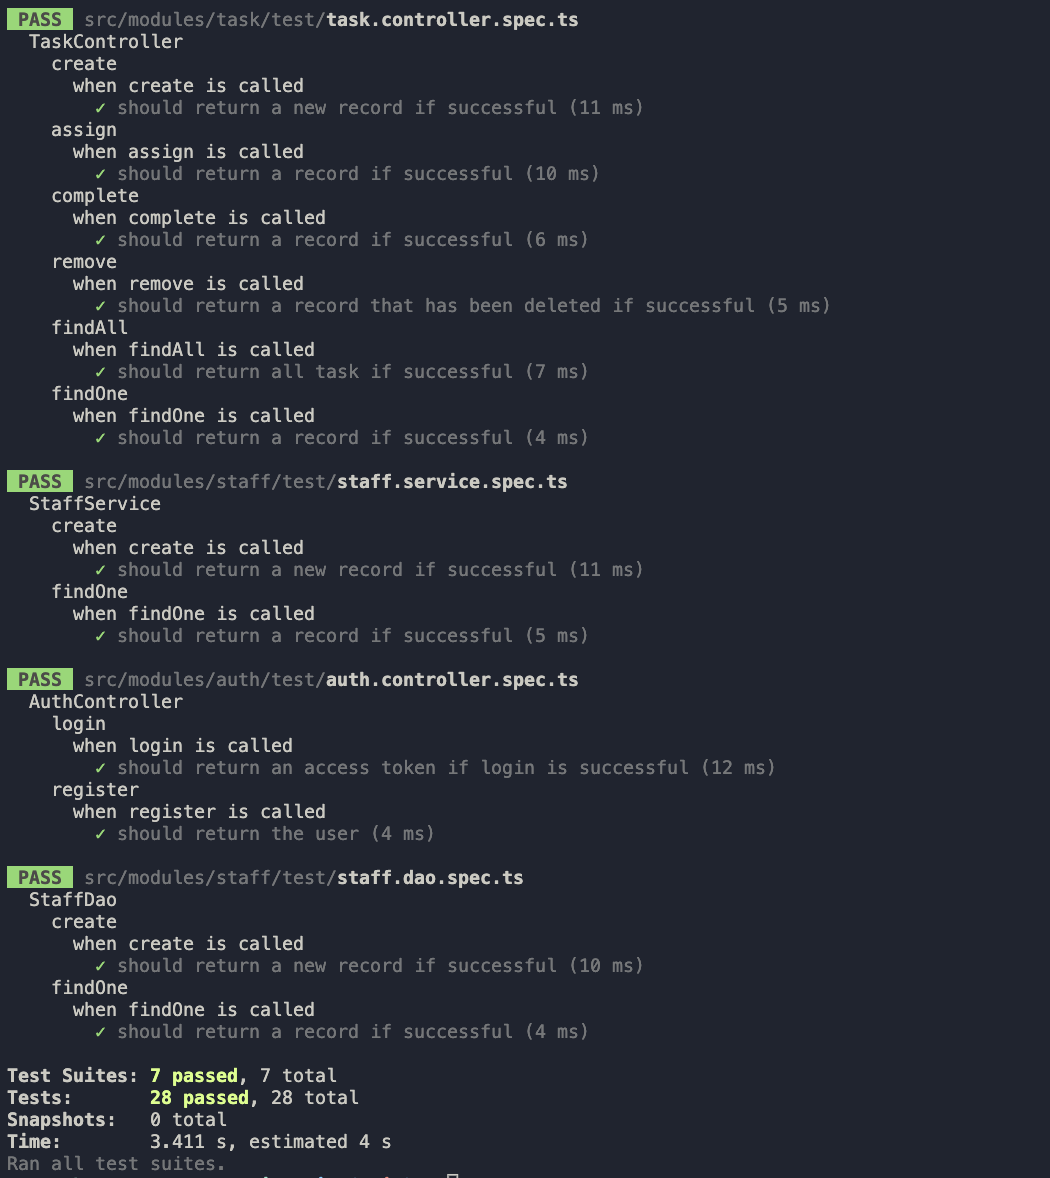 PASS src/modules/task/test/task.controller.spec.ts
TaskController
create
when create is called
✓ should return a new record if successful (11 ms)
assign
when assign is called
✓ should return a record if successful (10 ms)
complete
when complete is called
✓ should return a record if successful (6 ms)
remove
when remove is called
✓ should return a record that has been deleted if successful (5 ms)
findAll
when findAll is called
✓ should return all task if successful (7 ms)
findOne
when findOne is called
✓ should return a record if successful (4 ms)
PASS src/modules/staff/test/staff.service.spec.ts
StaffService
create
when create is called
✓ should return a new record if successful (11 ms)
findOne
when findOne is called
✓ should return a record if successful (5 ms)
PASS src/modules/auth/test/auth.controller.spec.ts
AuthController
login
when login is called
✓ should return an access token if login is successful (12 ms)
register
when register is called
✓ should return the user (4 ms)
PASS src/modules/staff/test/staff.dao.spec.ts
StaffDao
create
when create is called
✓ should return a new record if successful (10 ms)
findOne
when findOne is called
✓ should return a record if successful (4 ms)
Test Suites: 7 passed, 7 total
Tests: 28 passed, 28 total
Snapshots: 0 total
Time: 3.411 s, estimated 4 s
Ran all test suites.